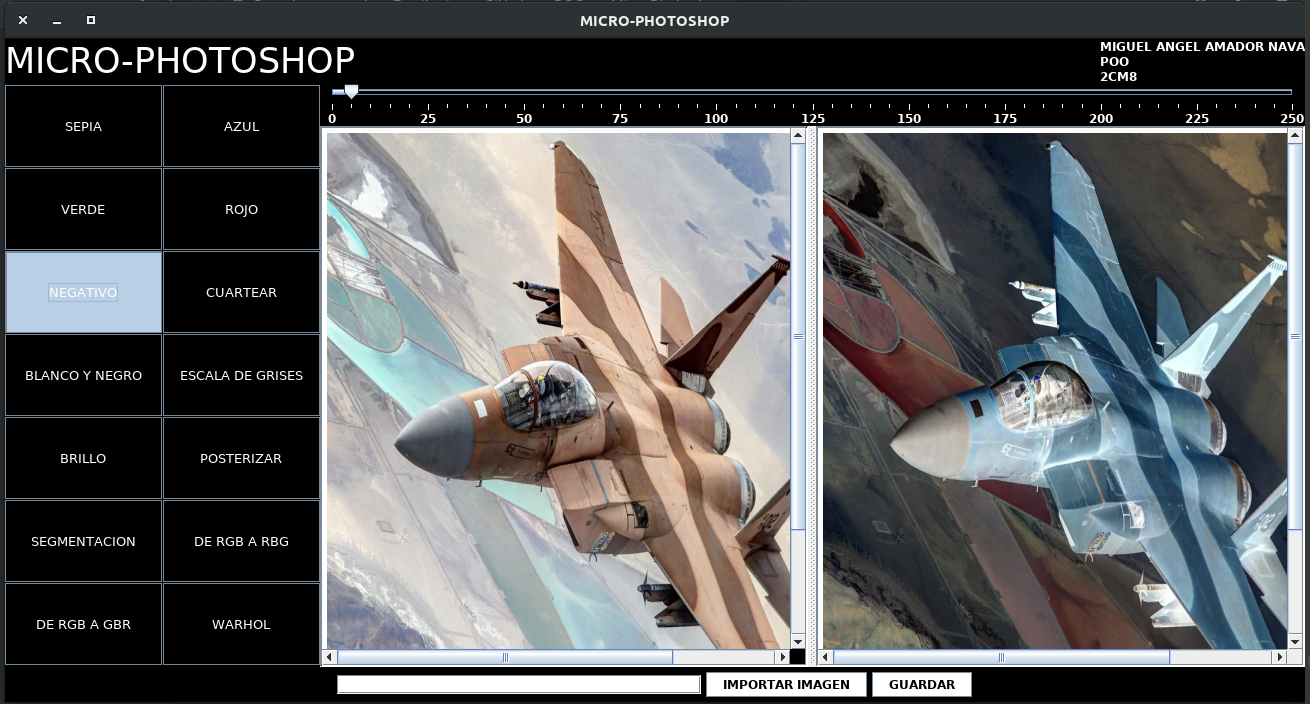 MICRO-PHOTOSHOP
MICRO-PHOTOSHOP
MIGUEL ANGEL AMADOR NAVA
POO
2CM8
0 25 50 75 100 125 150 175 200 225 250
SEPIA AZUL
VERDE ROJO
NEGATIVO CUARTEAR
BLANCO Y NEGRO ESCALA DE GRISES
BRILLO POSTERIZAR
SEGMENTACION DE RGB A RBG
DE RGB A GBR WARHOL
IMPORTAR IMAGEN GUARDAR